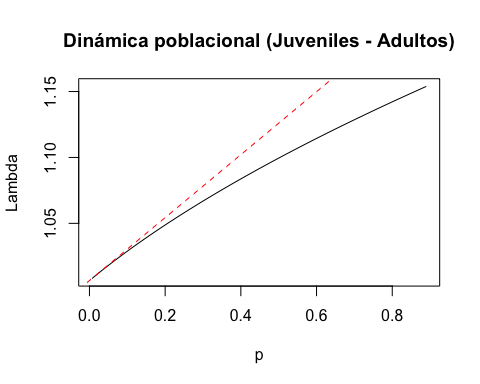 Dinámica poblacional (Juveniles - Adultos)
Lambda
1.15
1.10
1.05
0.0 0.2 0.4 0.6 0.8
p